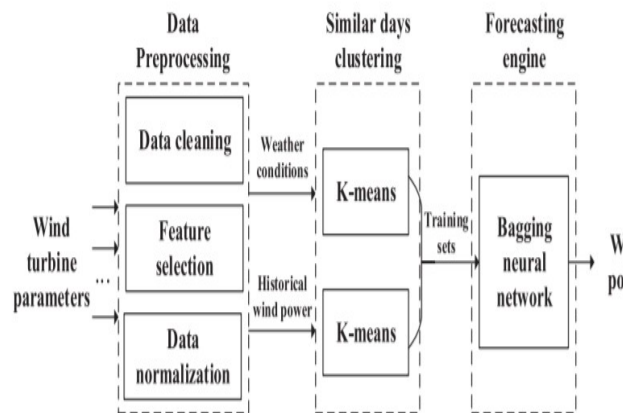 Data
Preprocessing
Similar days
clustering
Forecasting
engine
Data cleaning
Weather
conditions
K-means
Wind
turbine
parameters
...
Feature
selection
Training
sets
Bagging
neural
network
Historical
wind power
K-means
Data
normalization